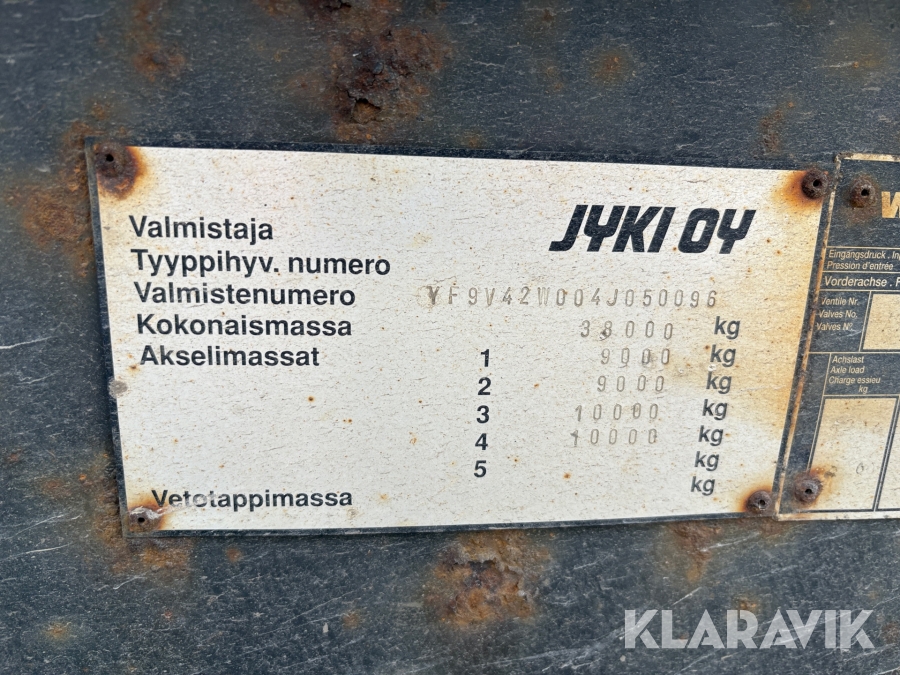 Valmistaja JYKI OY
Tyyppihyv. numero
Valmistenumero YF9V42W004J050096
Kokonaismassa 38000 kg
Akselimassat 1 9000 kg
2 9000 kg
3 10000 kg
4 10000 kg
5 kg
Vetotappimassa kg
W
Eingangsdruck . In
Pression d'entrée
Vorderachse . F
Ventile Nr.
Valves No.
Valves N°.
Achslast
Axle load
Charge essieu
kg
KLARAVIK